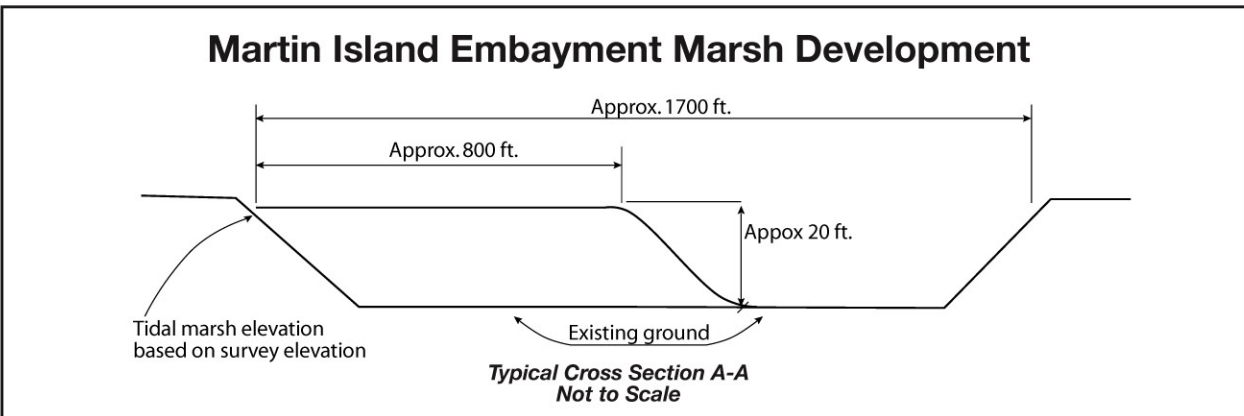 Martin Island Embayment Marsh Development
Approx. 1700 ft.
Approx. 800 ft.
Appox 20 ft.
Tidal marsh elevation
based on survey elevation
Existing ground
Typical Cross Section A-A
Not to Scale